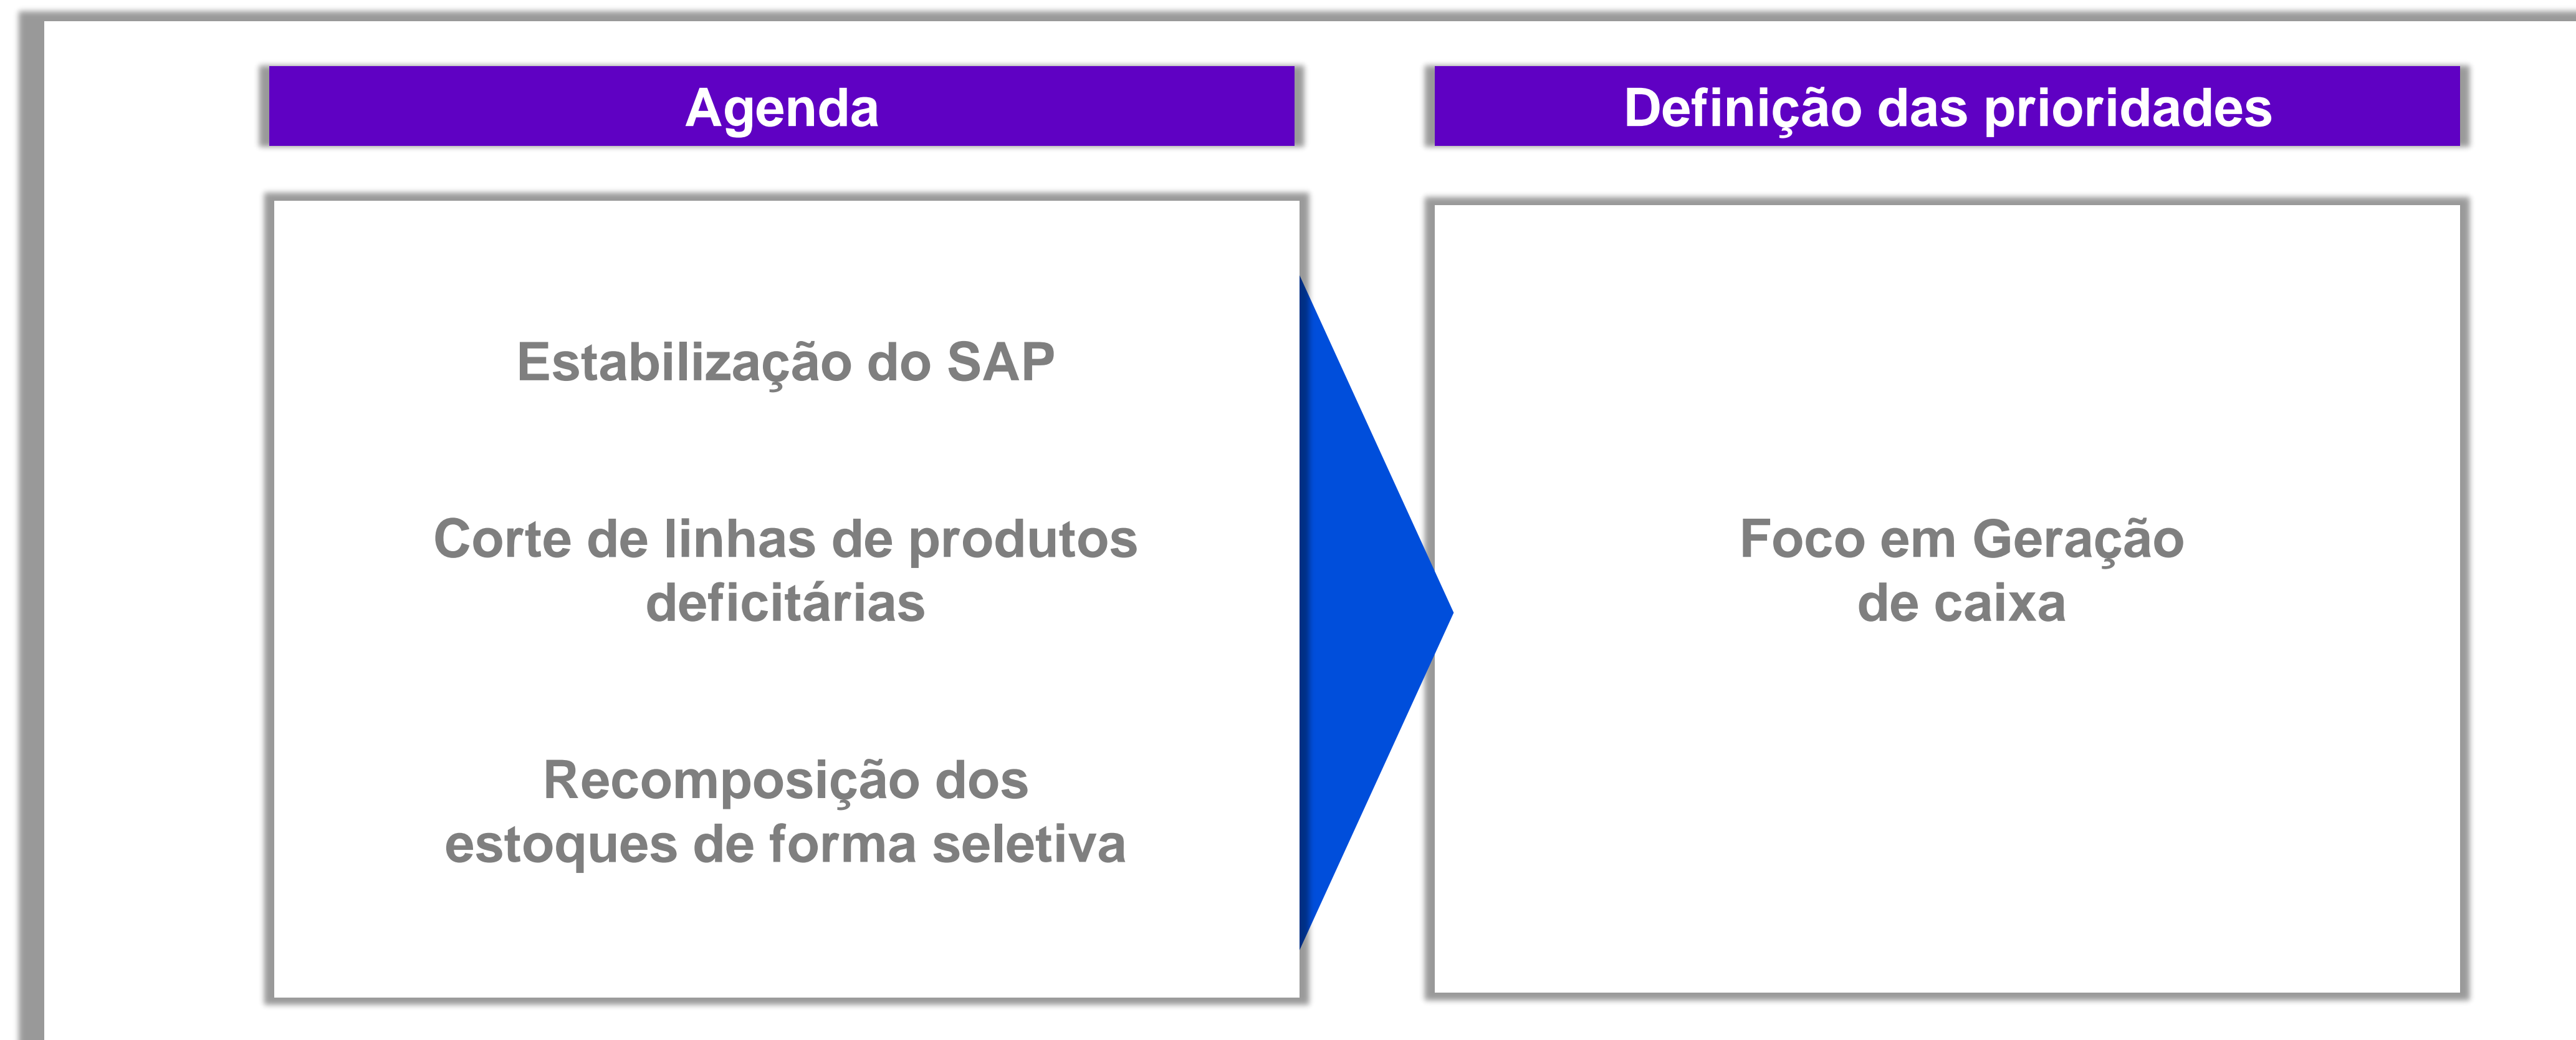 Agenda
Definição das prioridades
Estabilização do SAP
Corte de linhas de produtos
deficitárias
Recomposição dos
estoques de forma seletiva
Foco em Geração
de caixa